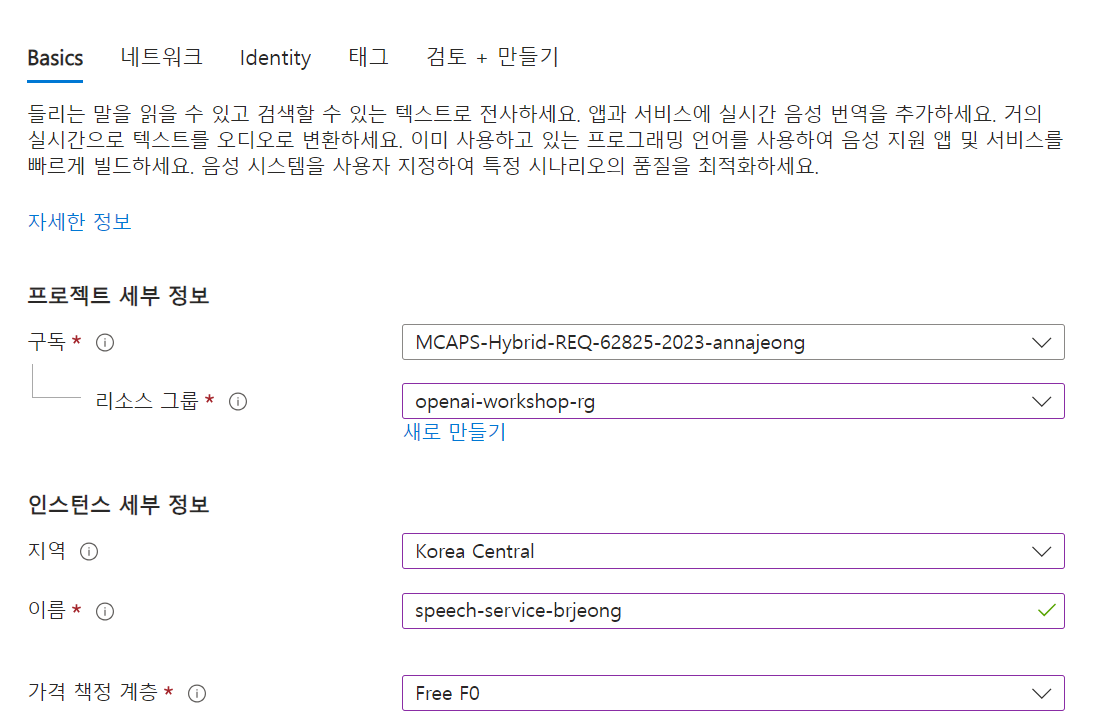 Basics 네트워크 Identity 태그 검토 + 만들기
들리는 말을 읽을 수 있고 검색할 수 있는 텍스트로 전사하세요. 앱과 서비스에 실시간 음성 번역을 추가하세요. 거의
실시간으로 텍스트를 오디오로 변환하세요. 이미 사용하고 있는 프로그래밍 언어를 사용하여 음성 지원 앱 및 서비스를
빠르게 빌드하세요. 음성 시스템을 사용자 지정하여 특정 시나리오의 품질을 최적화하세요.
자세한 정보
프로젝트 세부 정보
구독 * MCAPS-Hybrid-REQ-62825-2023-annajeong
리소스 그룹 * openai-workshop-rg
새로 만들기
인스턴스 세부 정보
지역 Korea Central
이름 * speech-service-brjeong
가격 책정 계층 * Free F0